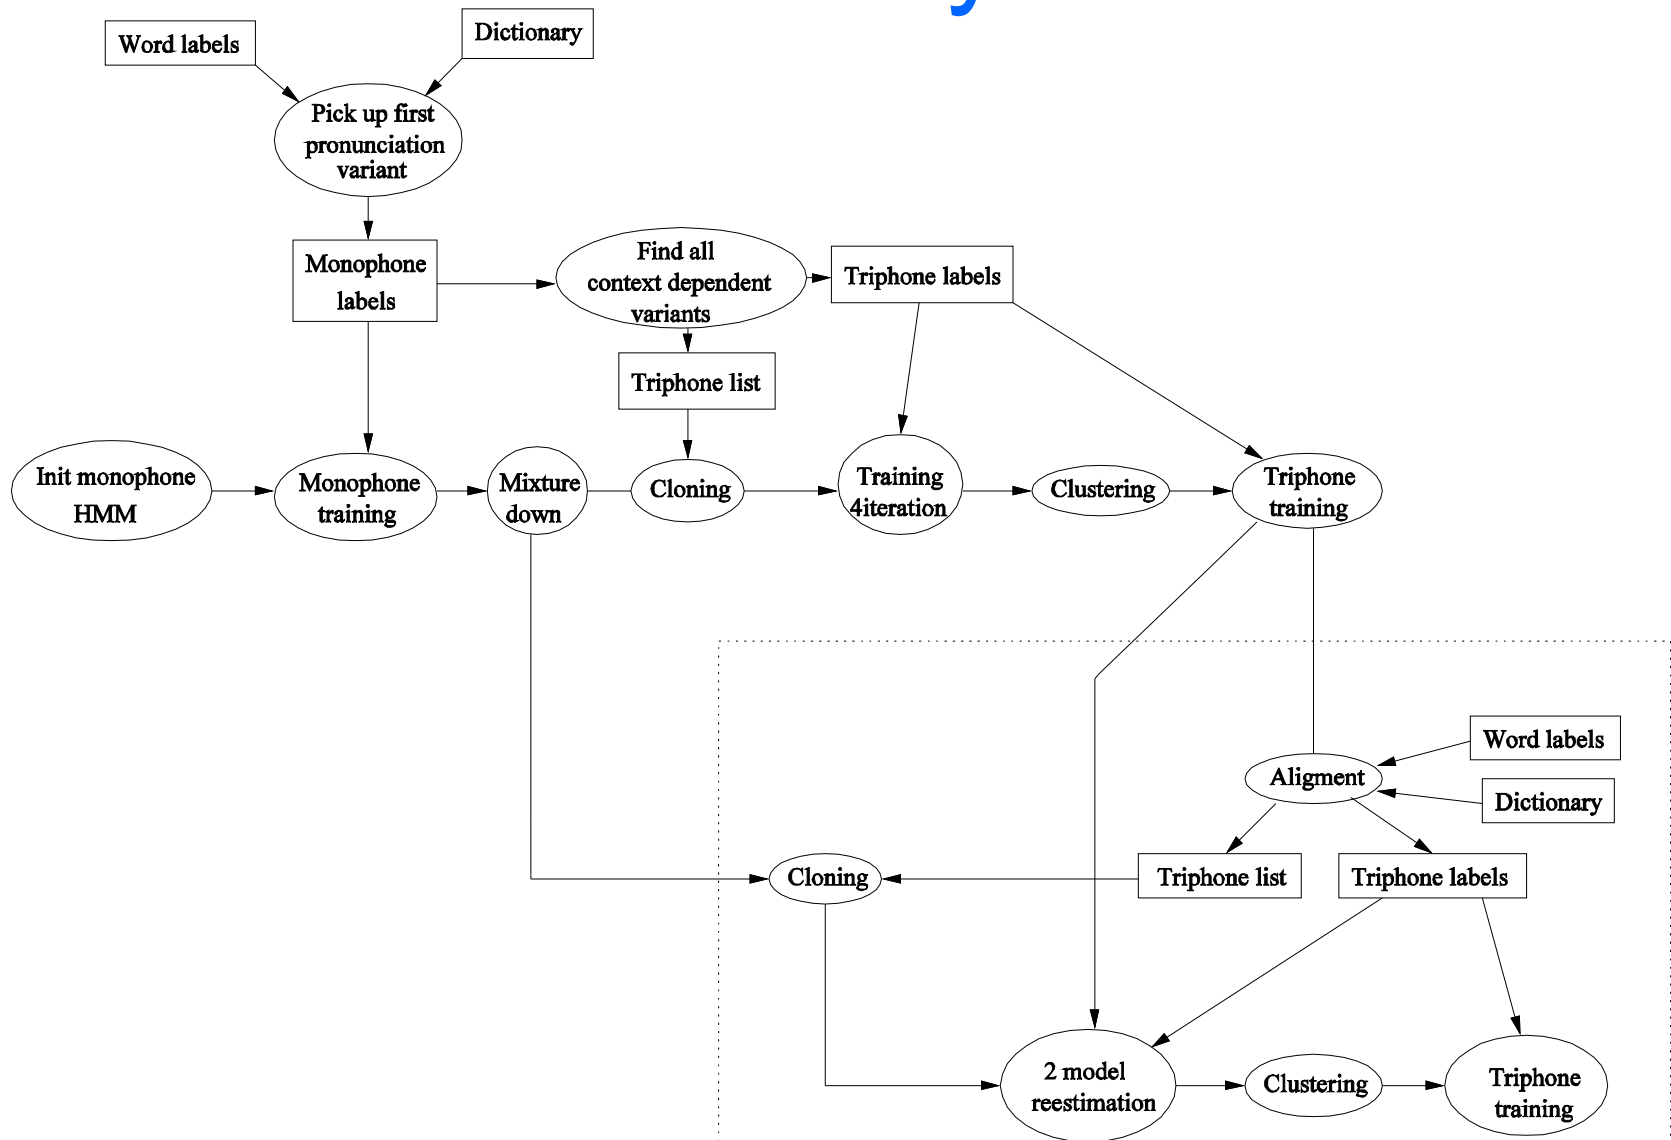 Word labels
Dictionary
Pick up first
pronunciation
variant
Monophone
labels
Find all
context dependent
variants
Triphone labels
Triphone list
Init monophone
HMM
Monophone
training
Mixture
down
Cloning
Training
4iteration
Clustering
Triphone
training
Word labels
Aligment
Dictionary
Cloning
Triphone list
Triphone labels
2 model
reestimation
Clustering
Triphone
training